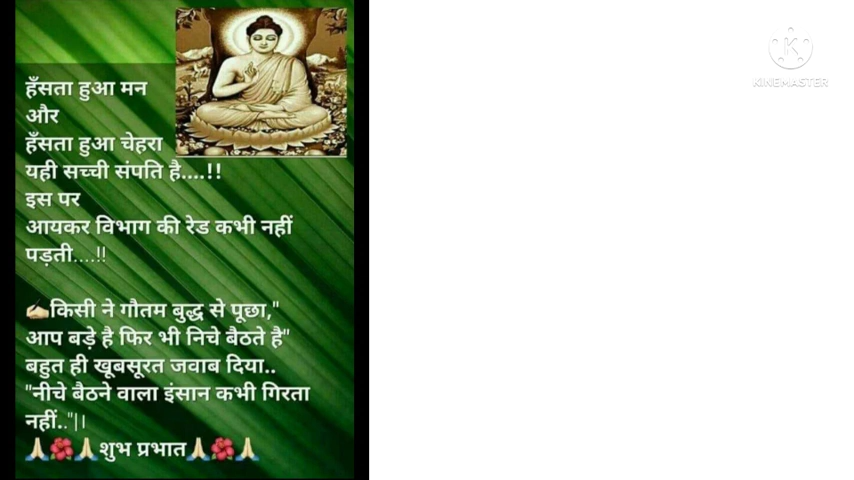 हँसता हुआ मन
और
हँसता हुआ चेहरा
यही सच्ची संपति है....!!
इस पर
आयकर विभाग की रेड कभी नहीं
पड़ती....!!
✍🏻किसी ने गौतम बुद्ध से पूछा,"
आप बड़े है फिर भी निचे बैठते है"
बहुत ही खूबसूरत जवाब दिया..
"नीचे बैठने वाला इंसान कभी गिरता
नहीं.."|।
🙏🏻🌺🙏🏻शुभ प्रभात🙏🏻🌺🙏🏻
KINEMASTER